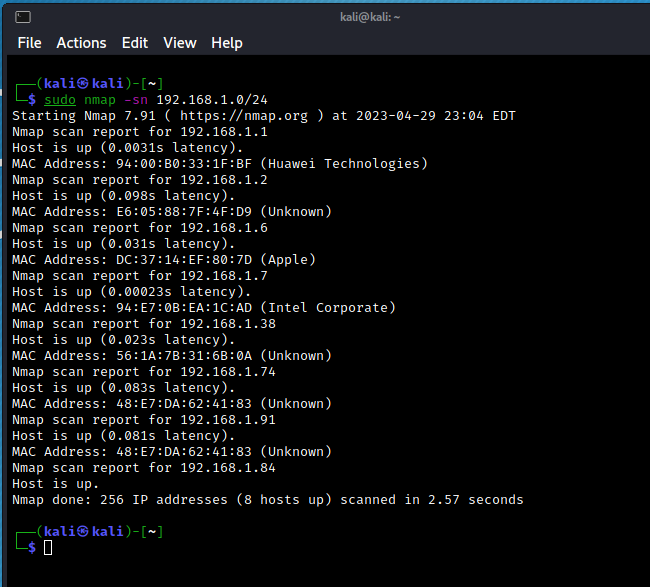 kali@kali: ~
File Actions Edit View Help
┌──(kali㉿kali)-[~]
└─$ sudo nmap -sn 192.168.1.0/24
Starting Nmap 7.91 ( https://nmap.org ) at 2023-04-29 23:04 EDT
Nmap scan report for 192.168.1.1
Host is up (0.0031s latency).
MAC Address: 94:00:B0:33:1F:BF (Huawei Technologies)
Nmap scan report for 192.168.1.2
Host is up (0.098s latency).
MAC Address: E6:05:88:7F:4F:D9 (Unknown)
Nmap scan report for 192.168.1.6
Host is up (0.031s latency).
MAC Address: DC:37:14:EF:80:7D (Apple)
Nmap scan report for 192.168.1.7
Host is up (0.00023s latency).
MAC Address: 94:E7:0B:EA:1C:AD (Intel Corporate)
Nmap scan report for 192.168.1.38
Host is up (0.023s latency).
MAC Address: 56:1A:7B:31:6B:0A (Unknown)
Nmap scan report for 192.168.1.74
Host is up (0.083s latency).
MAC Address: 48:E7:DA:62:41:83 (Unknown)
Nmap scan report for 192.168.1.91
Host is up (0.081s latency).
MAC Address: 48:E7:DA:62:41:83 (Unknown)
Nmap scan report for 192.168.1.84
Host is up.
Nmap done: 256 IP addresses (8 hosts up) scanned in 2.57 seconds
┌──(kali㉿kali)-[~]
└─$